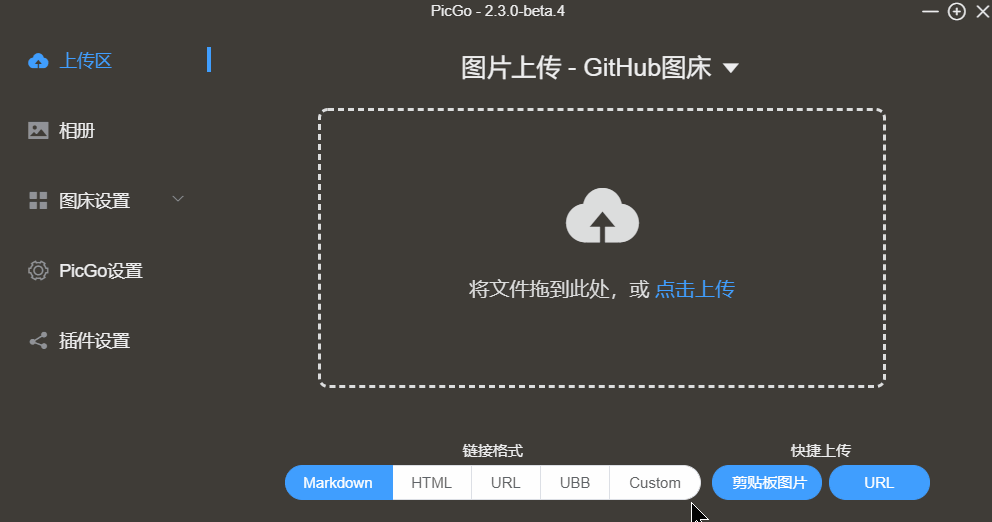 PicGo - 2.3.0-beta.4
上传区
相册
图床设置
PicGo设置
插件设置
图片上传 - GitHub图床
将文件拖到此处，或 点击上传
链接格式
Markdown HTML URL UBB Custom
快捷上传
剪贴板图片 URL